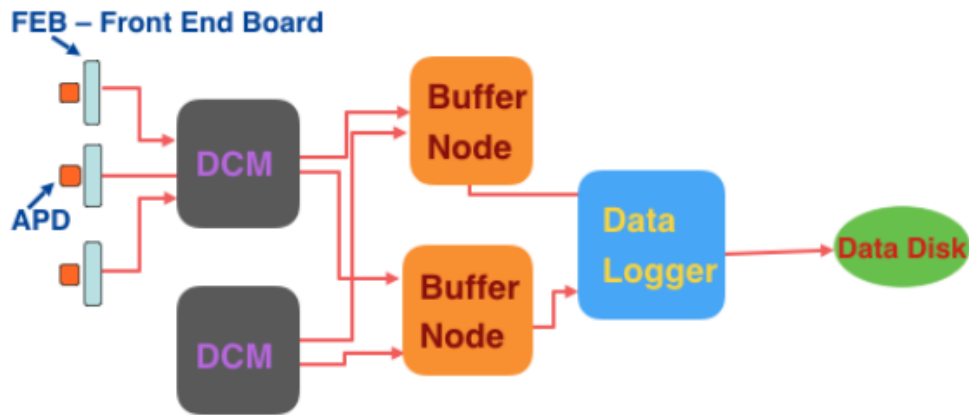 FEB – Front End Board
APD
DCM
DCM
Buffer
Node
Buffer
Node
Data
Logger
Data Disk